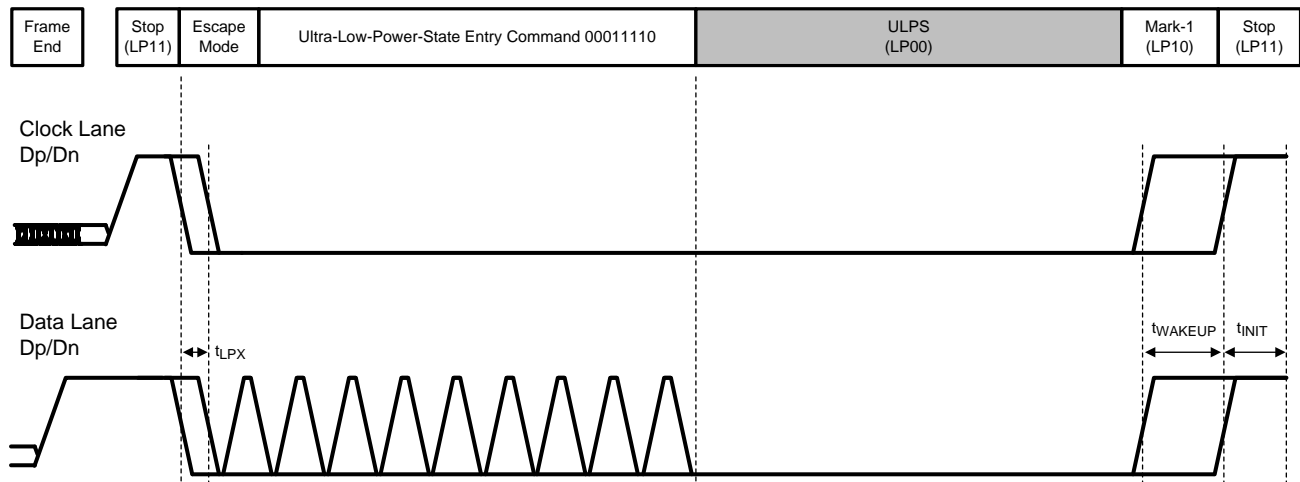 Frame
End
Stop
(LP11)
Escape
Mode
Ultra-Low-Power-State Entry Command 00011110
ULPS
(LP00)
Mark-1
(LP10)
Stop
(LP11)
Clock Lane
Dp/Dn
Data Lane
Dp/Dn
tLPX
tWAKEUP
tINIT